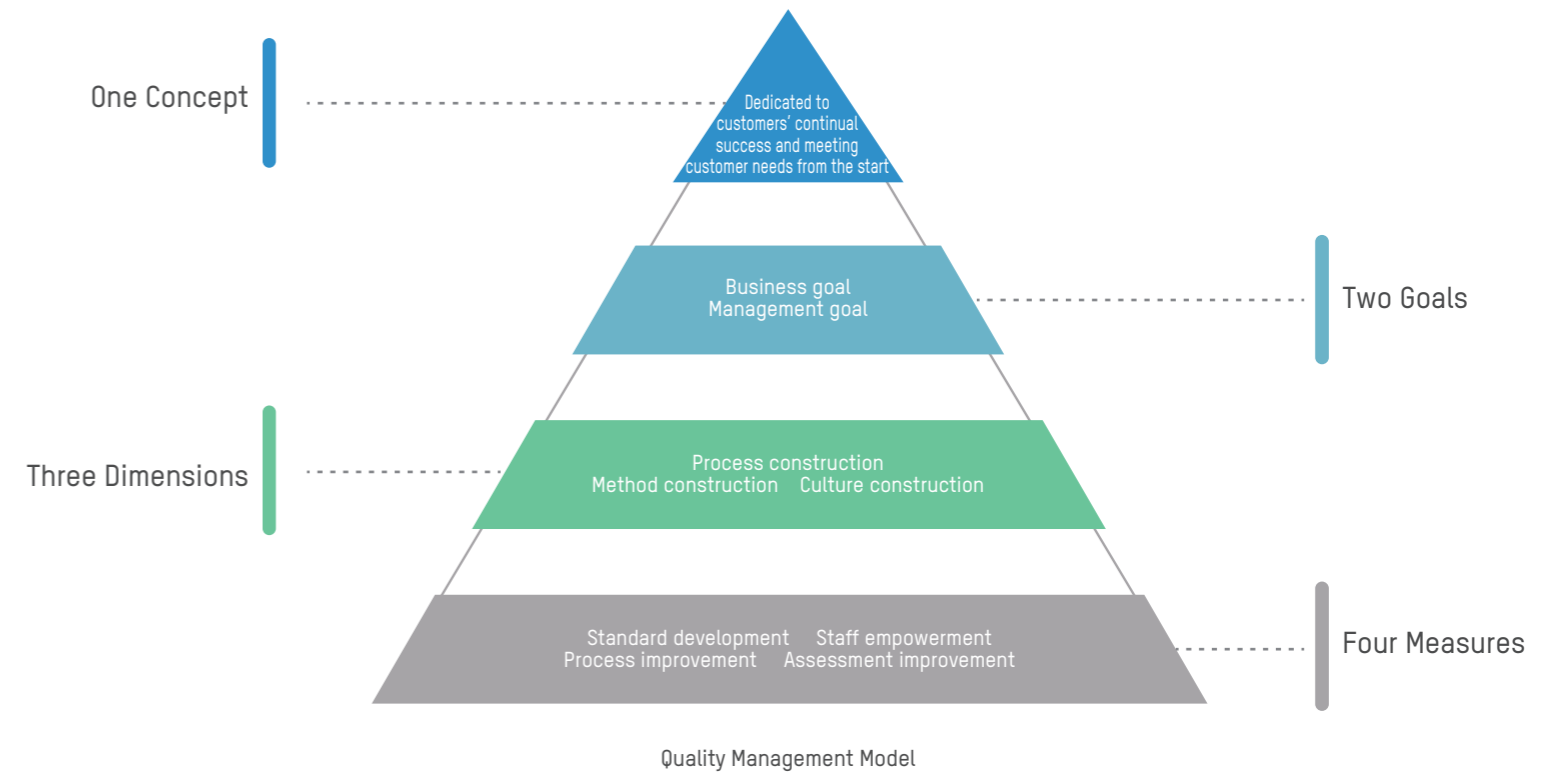 One Concept
Dedicated to
customers' continual
success and meeting
customer needs from the start
Business goal
Management goal
Two Goals
Three Dimensions
Process construction
Method construction Culture construction
Standard development Staff empowerment
Process improvement Assessment improvement
Four Measures
Quality Management Model